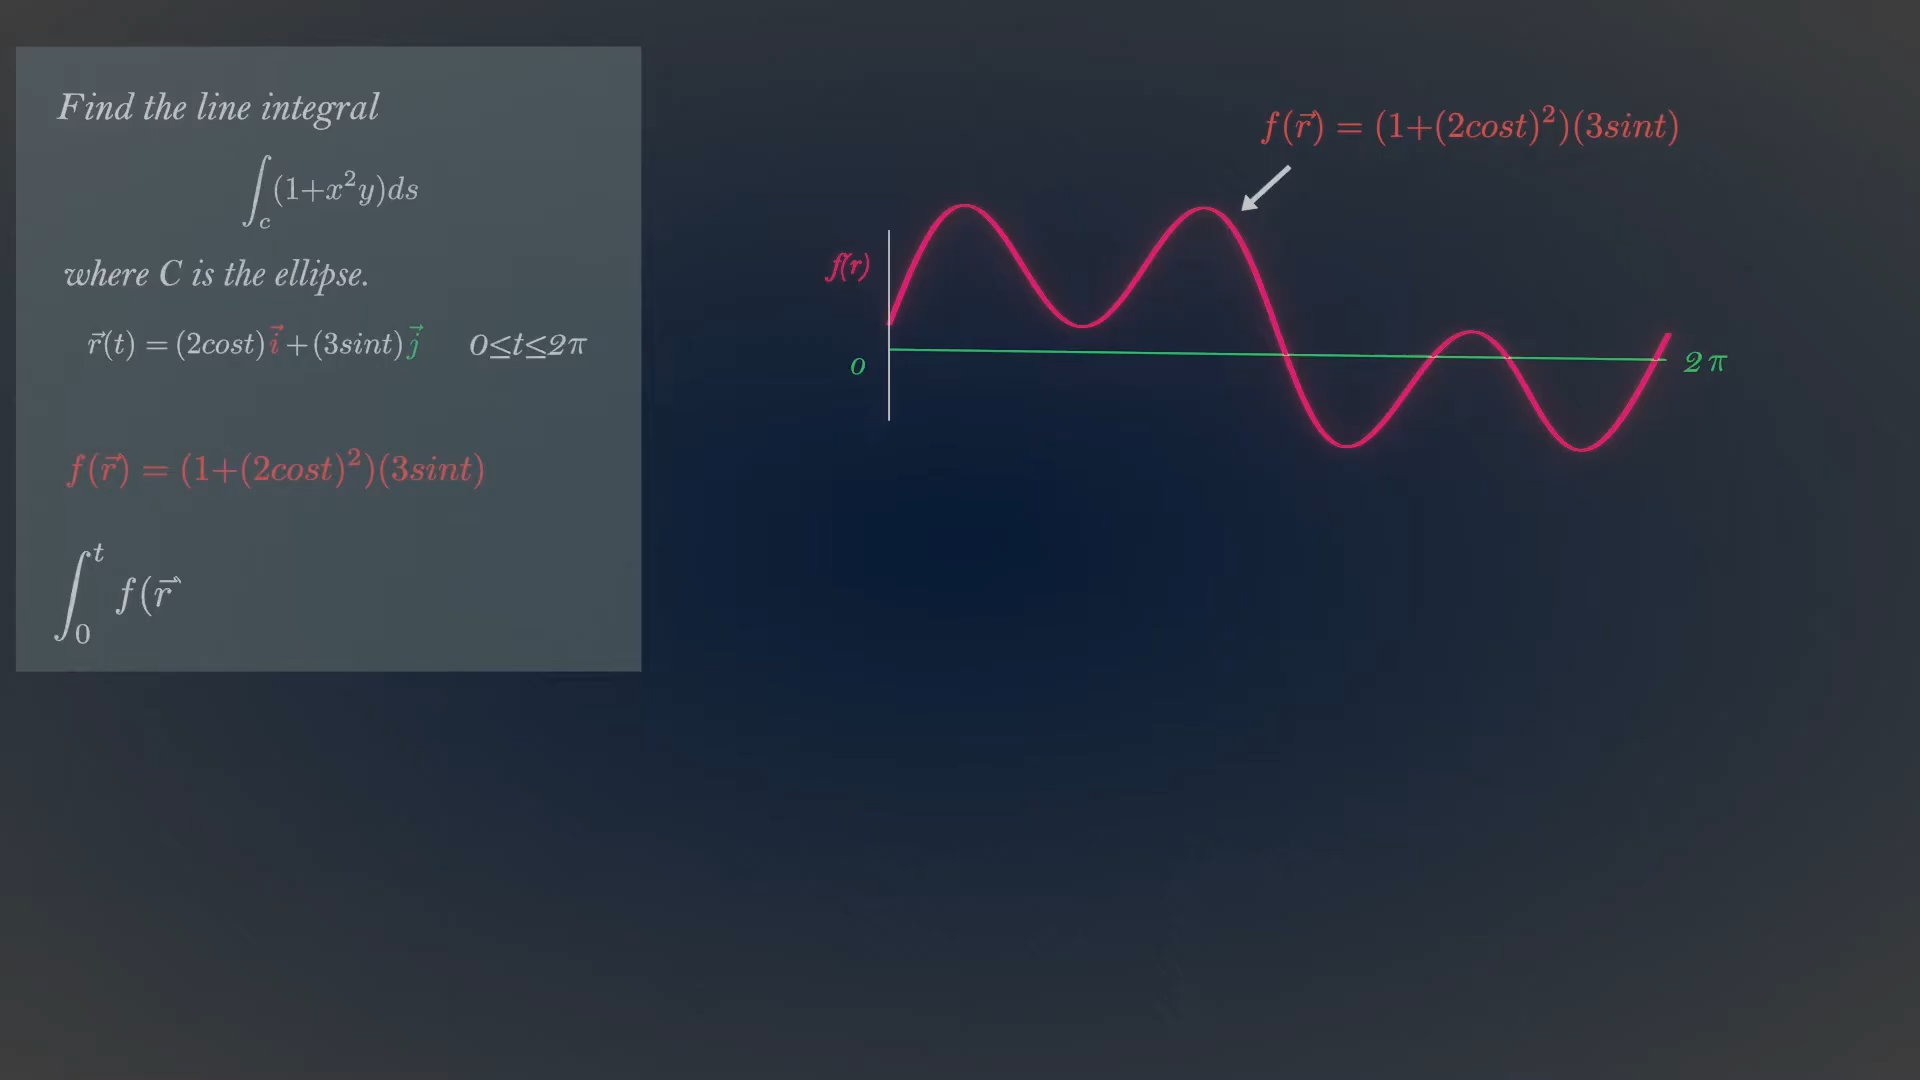 Find the line integral
∫_c (1+x²y)ds
where C is the ellipse.
r⃗(t) = (2cost)i⃗+(3sint)j⃗ 0≤t≤2π
f(r⃗) = (1+(2cost)²)(3sint)
∫₀ᵗ f(r⃗
f(r⃗) = (1+(2cost)²)(3sint)
f(r)
0
2π